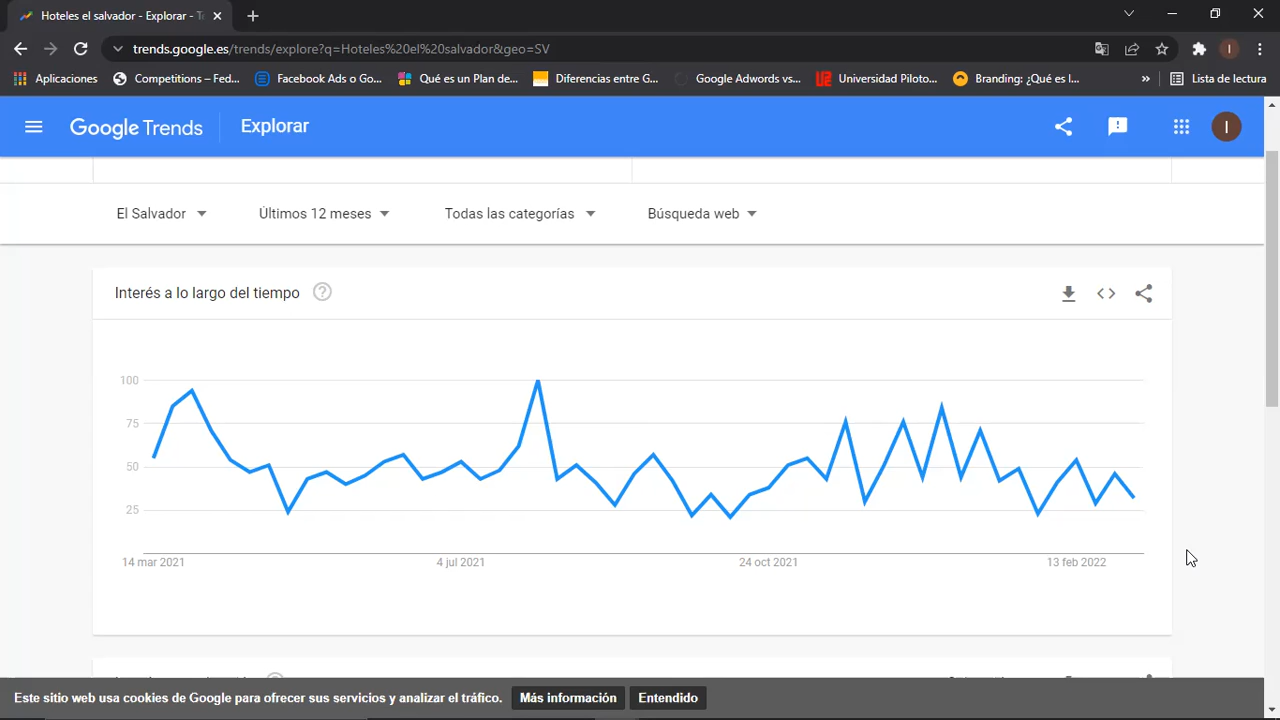 Hoteles el salvador - Explorar - T
trends.google.es/trends/explore?q=Hoteles%20el%20salvador&geo=SV
Aplicaciones Competitions – Fed... Facebook Ads o Go... Qué es un Plan de... Diferencias entre G... Google Adwords vs... Universidad Piloto... Branding: ¿Qué es l... » Lista de lectura
Google Trends Explorar I
El Salvador Últimos 12 meses Todas las categorías Búsqueda web
Interés a lo largo del tiempo ?
100
75
50
25
14 mar 2021 4 jul 2021 24 oct 2021 13 feb 2022
Este sitio web usa cookies de Google para ofrecer sus servicios y analizar el tráfico. Más información Entendido